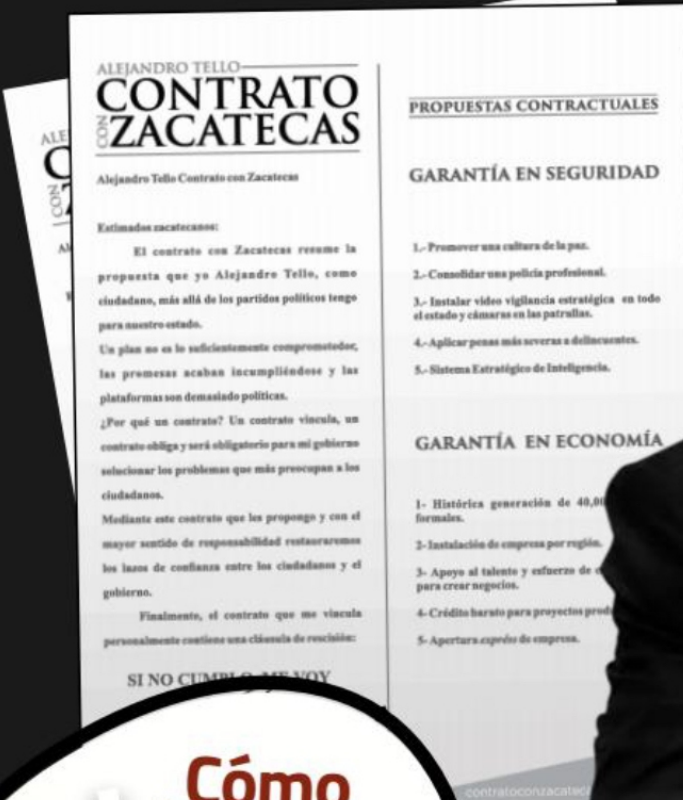 ALEJANDRO TELLO
CONTRATO
CON ZACATECAS
Alejandro Tello Contrato con Zacatecas
Estimados zacatecanos:
El contrato con Zacatecas resume la
propuesta que yo Alejandro Tello, como
ciudadano, más allá de los partidos políticos tengo
para nuestro estado.
Un plan no es lo suficientemente comprometedor,
las promesas acaban incumpliéndose y las
plataformas son demasiado políticas.
¿Por qué un contrato? Un contrato vincula, un
contrato obliga y será obligatorio para mi gobierno
solucionar los problemas que más preocupan a los
ciudadanos.
Mediante este contrato que les propongo y con el
mayor sentido de responsabilidad restauraremos
los lazos de confianza entre los ciudadanos y el
gobierno.
Finalmente, el contrato que me vincula
personalmente contiene una cláusula de rescisión:
SI NO CUMPLO, ME VOY
PROPUESTAS CONTRACTUALES
GARANTÍA EN SEGURIDAD
1.- Promover una cultura de la paz.
2.- Consolidar una policía profesional.
3.- Instalar video vigilancia estratégica en todo
el estado y cámaras en las patrullas.
4.- Aplicar penas más severas a delincuentes.
5.- Sistema Estratégico de Inteligencia.
GARANTÍA EN ECONOMÍA
1- Histórica generación de 40,00
formales.
2- Instalación de empresa por región.
3- Apoyo al talento y esfuerzo de
para crear negocios.
4- Crédito barato para proyectos prod
5- Apertura exprés de empresa.
contratoconzacatec
ALE
C
CON Z
Al
E
Cómo